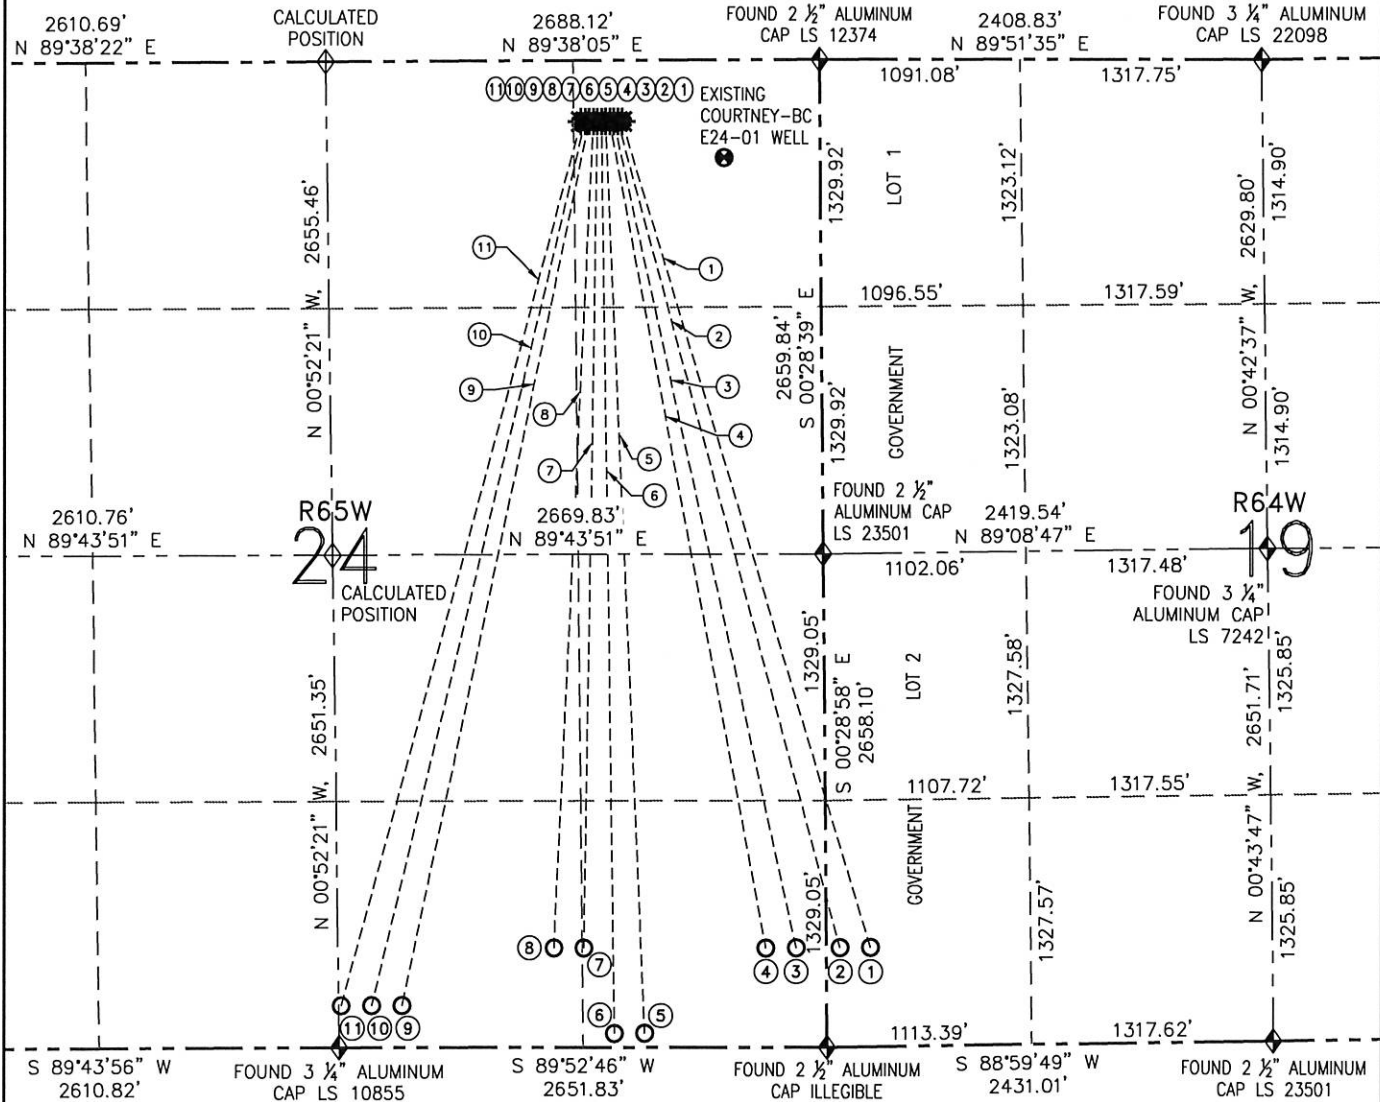 2610.69'
N 89°38'22" E
CALCULATED
POSITION
2688.12'
N 89°38'05" E
FOUND 2 ½" ALUMINUM
CAP LS 12374
2408.83'
N 89°51'35" E
FOUND 3 ¼" ALUMINUM
CAP LS 22098
1091.08'
1317.75'
11 10 9 8 7 6 5 4 3 2 1
EXISTING
COURTNEY-BC
E24-01 WELL
N 00°52'21" W, 2655.46'
1329.92'
LOT 1
1323.12'
2629.80'
1314.90'
11
1
1096.55'
1317.59'
10
2
9
3
8
4
7
5
6
2659.84'
S 00°28'39" E
1329.92'
GOVERNMENT
1323.08'
N 00°42'37" W,
1314.90'
2610.76'
N 89°43'51" E
R65W
24
CALCULATED
POSITION
2669.83'
N 89°43'51" E
FOUND 2 ½"
ALUMINUM CAP
LS 23501
2419.54'
N 89°08'47" E
R64W
19
1102.06'
1317.48'
FOUND 3 ¼"
ALUMINUM CAP
LS 7242
N 00°52'21" W, 2651.35'
1329.05'
S 00°28'58" E
2658.10'
LOT 2
1327.58'
N 00°43'47" W, 2651.71'
1325.85'
1107.72'
1317.55'
GOVERNMENT
1329.05'
1327.57'
1325.85'
8
7
4
3
2
1
11
10
9
6
5
1113.39'
1317.62'
S 89°43'56" W
2610.82'
FOUND 3 ¼" ALUMINUM
CAP LS 10855
S 89°52'46" W
2651.83'
FOUND 2 ½" ALUMINUM
CAP ILLEGIBLE
S 88°59'49" W
2431.01'
FOUND 2 ½" ALUMINUM
CAP LS 23501